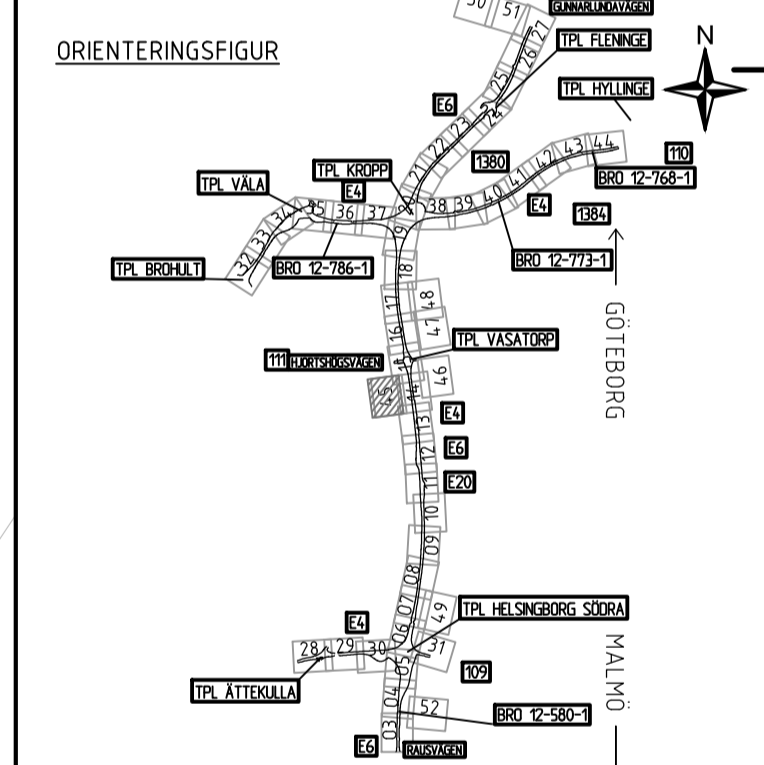 50
51
GUNNARLUNDAVÄGEN
ORIENTERINGSFIGUR
27
TPL FLENINGE
N
26
25
TPL HYLLINGE
E6
24
23
22
1380
44
43
110
42
TPL KROPP
21
BRO 12-768-1
41
TPL VÄLA
E4
40
E4
39
38
37
36
35
34
1384
20
19
33
32
TPL BROHULT
BRO 12-786-1
18
BRO 12-773-1
17
48
GÖTEBORG
16
47
TPL VASATORP
111
HJORTSHÖGSVÄGEN
15
46
45
14
E4
13
E6
12
11
E20
10
09
08
07
49
TPL HELSINGBORG SÖDRA
E4
06
MALMÖ
28
29
30
31
05
109
TPL ÄTTEKULLA
04
52
BRO 12-580-1
03
E6
RAUSVÄGEN